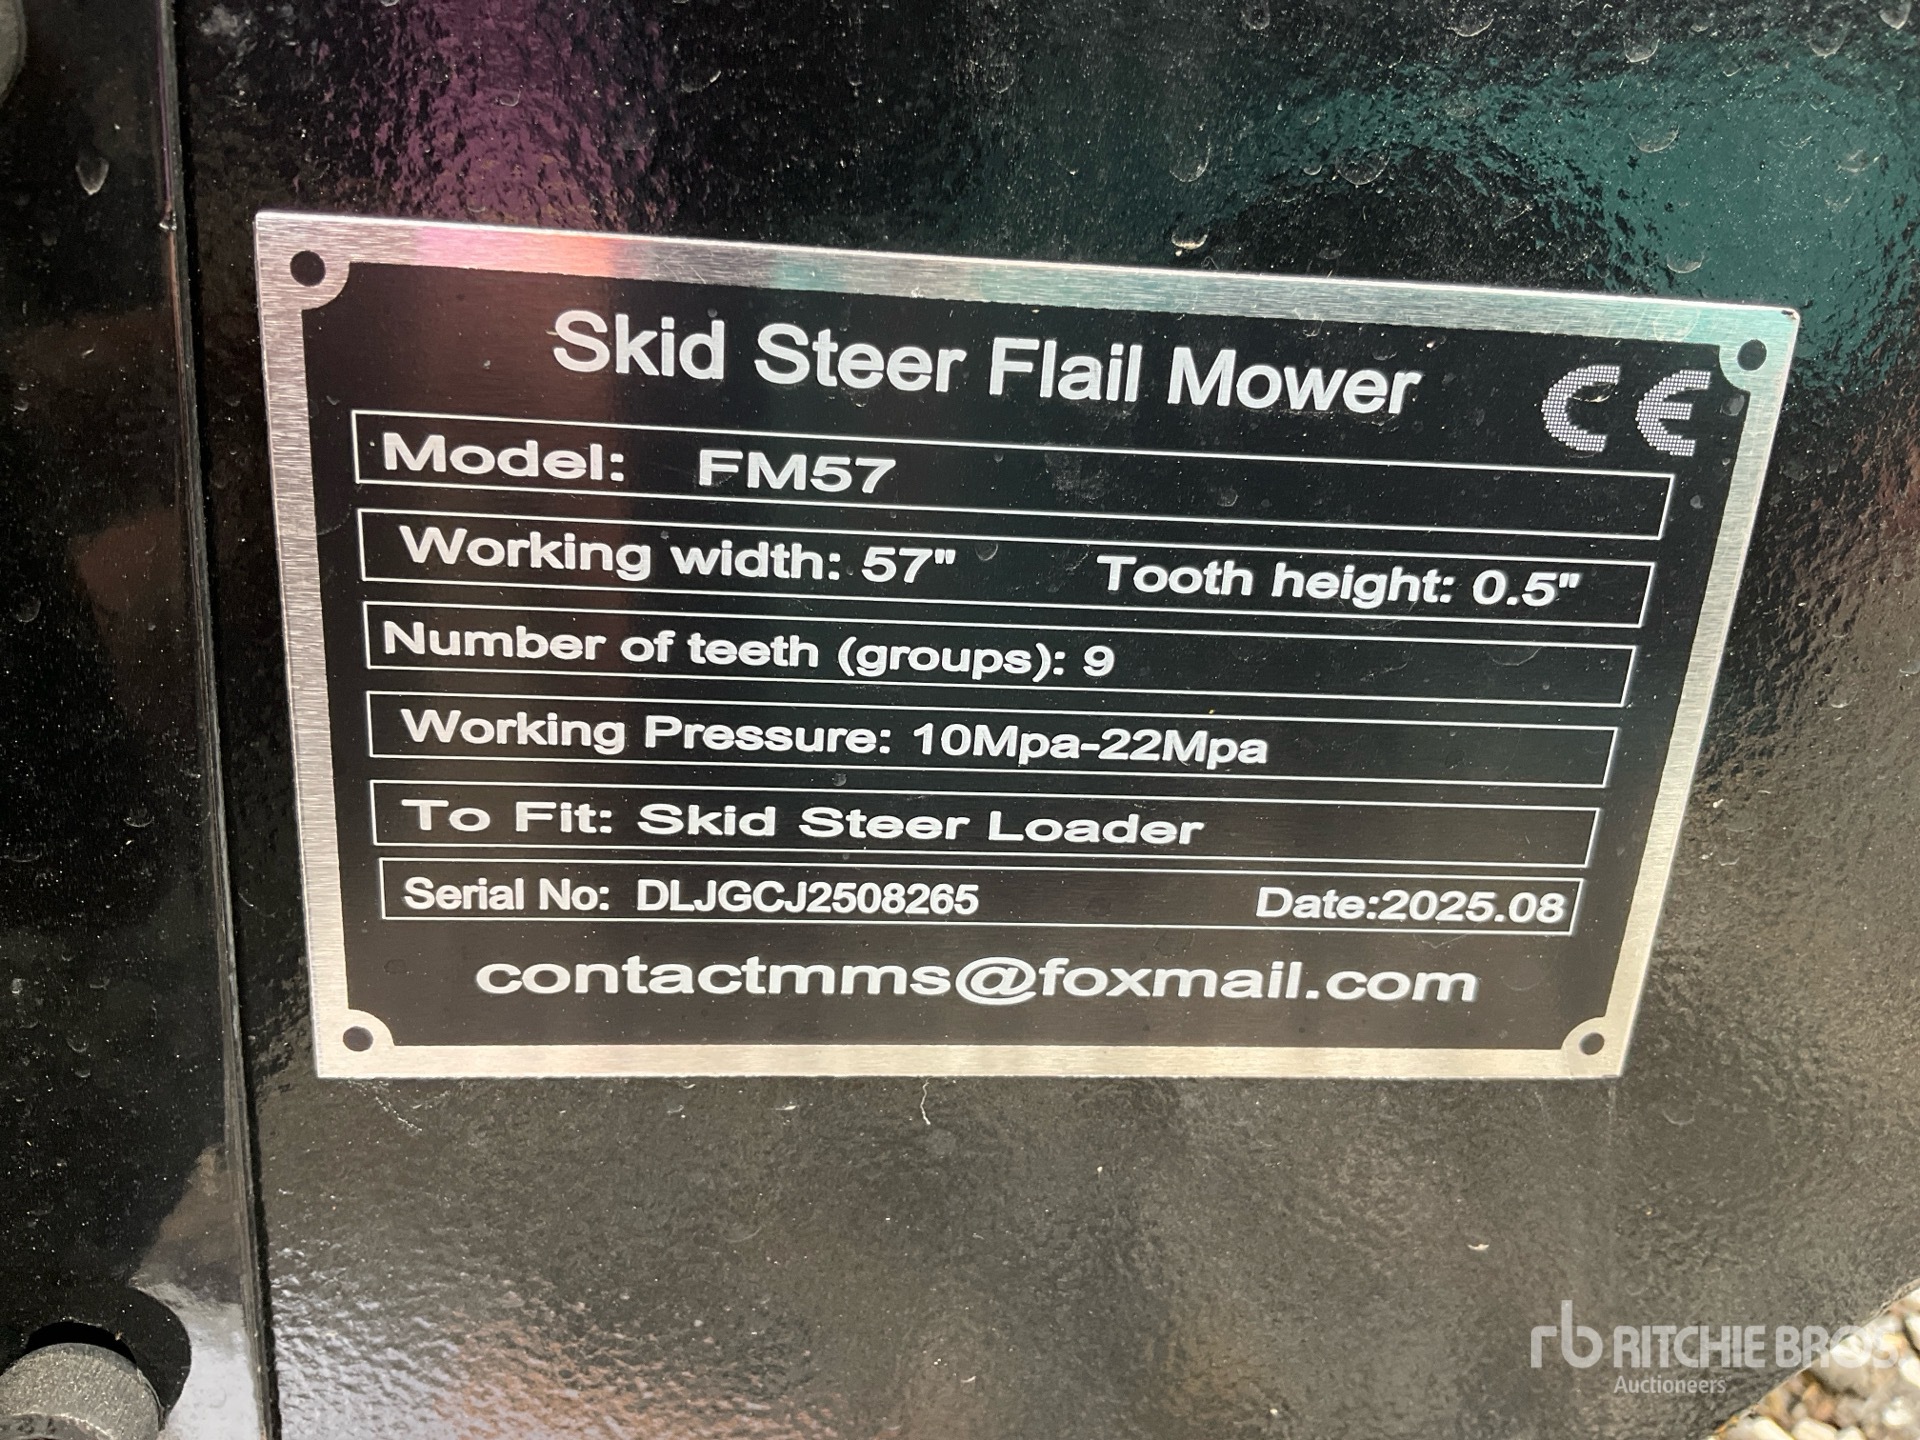 Skid Steer Flail Mower
CE
Model: FM57
Working width: 57" Tooth height: 0.5"
Number of teeth (groups): 9
Working Pressure: 10Mpa-22Mpa
To Fit: Skid Steer Loader
Serial No: DLJGCJ2508265 Date:2025.08
contactmms@foxmail.com
rb RITCHIE BROS.
Auctioneers